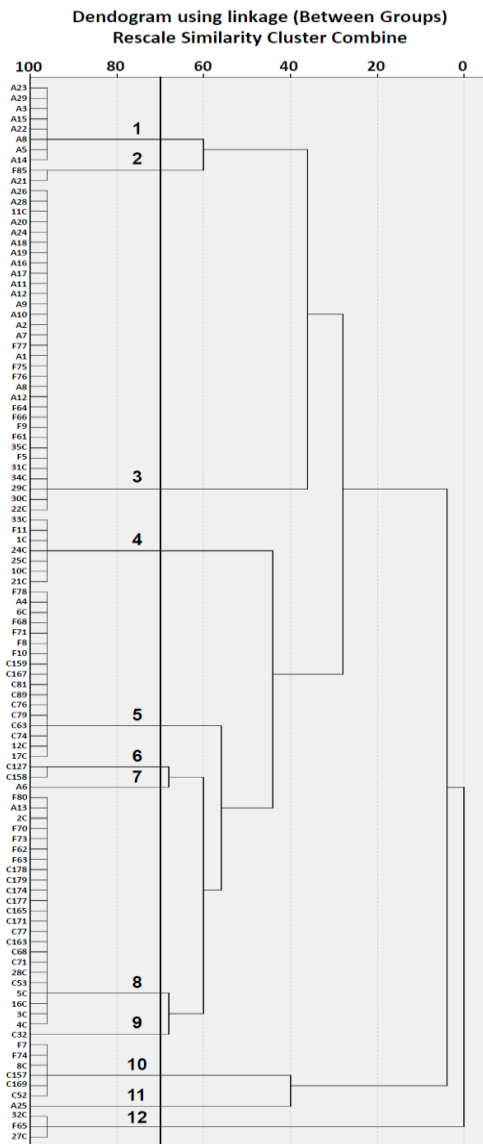 Dendogram using linkage (Between Groups)
Rescale Similarity Cluster Combine
100 80 60 40 20 0
A23
A29
A3
A15
A22
1
A8
A5
2
A14
F85
A21
A26
A28
11C
A20
A24
A18
A19
A16
A17
A11
A12
A9
A10
A2
A7
F77
A1
F75
F76
A8
A12
F64
F66
F9
F61
35C
F5
31C
3
34C
29C
30C
22C
33C
F11
4
1C
24C
25C
10C
21C
F78
A4
6C
F68
F71
F8
F10
C159
C167
C81
C89
C76
5
C79
C63
C74
12C
6
17C
C127
7
C158
A6
F80
A13
2C
F70
F73
F62
F63
C178
C179
C174
C177
C165
C171
C77
C163
C68
C71
28C
8
C53
5C
16C
3C
9
4C
C32
F7
F74
10
8C
C157
C169
11
C52
A25
12
32C
F65
27C